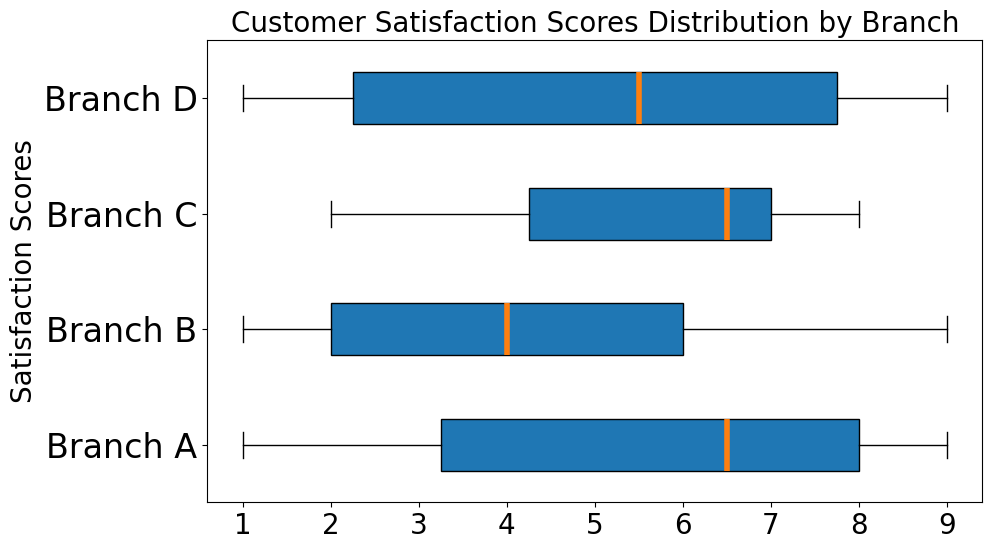 Customer Satisfaction Scores Distribution by Branch
Satisfaction Scores
Branch D
Branch C
Branch B
Branch A
1 2 3 4 5 6 7 8 9